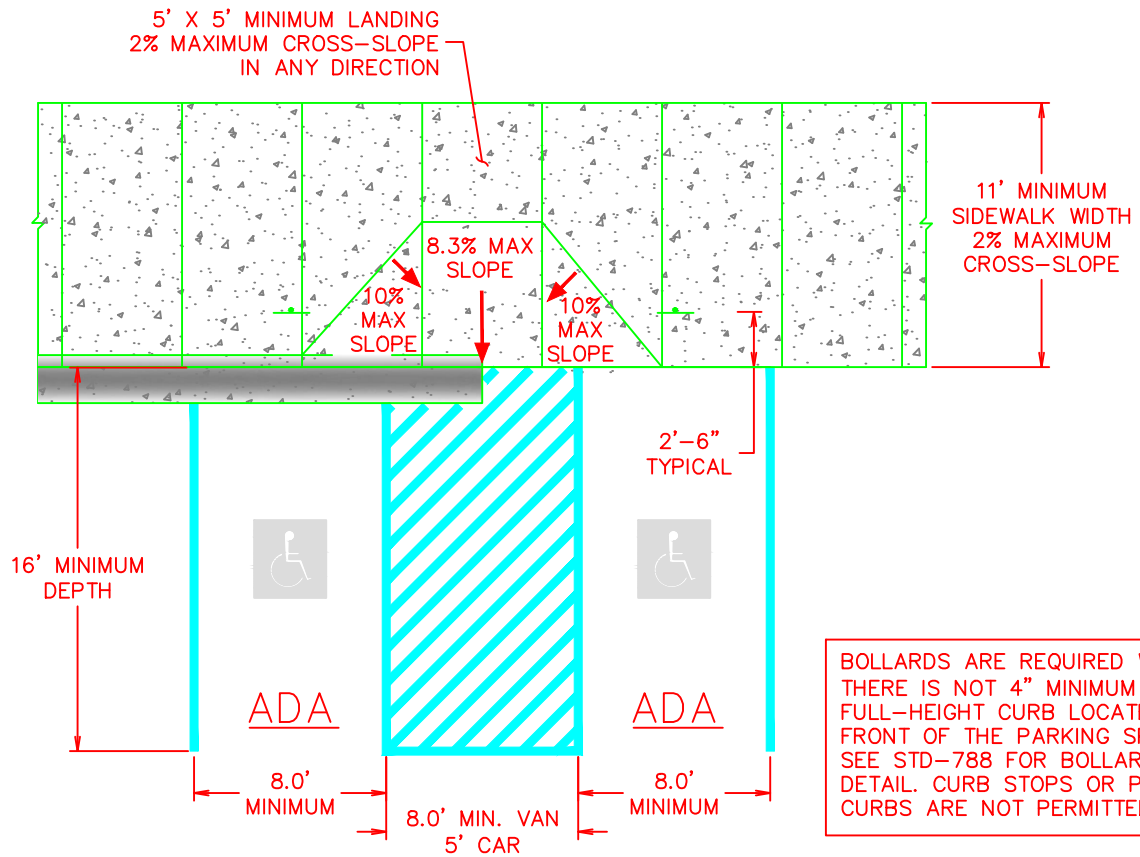 5' X 5' MINIMUM LANDING
2% MAXIMUM CROSS-SLOPE
IN ANY DIRECTION
11' MINIMUM
SIDEWALK WIDTH
2% MAXIMUM
CROSS-SLOPE
8.3% MAX
SLOPE
10%
MAX
SLOPE
10%
MAX
SLOPE
2'-6"
TYPICAL
16' MINIMUM
DEPTH
ADA
ADA
8.0'
MINIMUM
8.0' MIN. VAN
5' CAR
8.0'
MINIMUM
BOLLARDS ARE REQUIRED
THERE IS NOT 4" MINIMUM
FULL-HEIGHT CURB
FRONT OF THE PARKING
SEE STD-788 FOR
DETAIL. CURB STOPS OR
CURBS ARE NOT